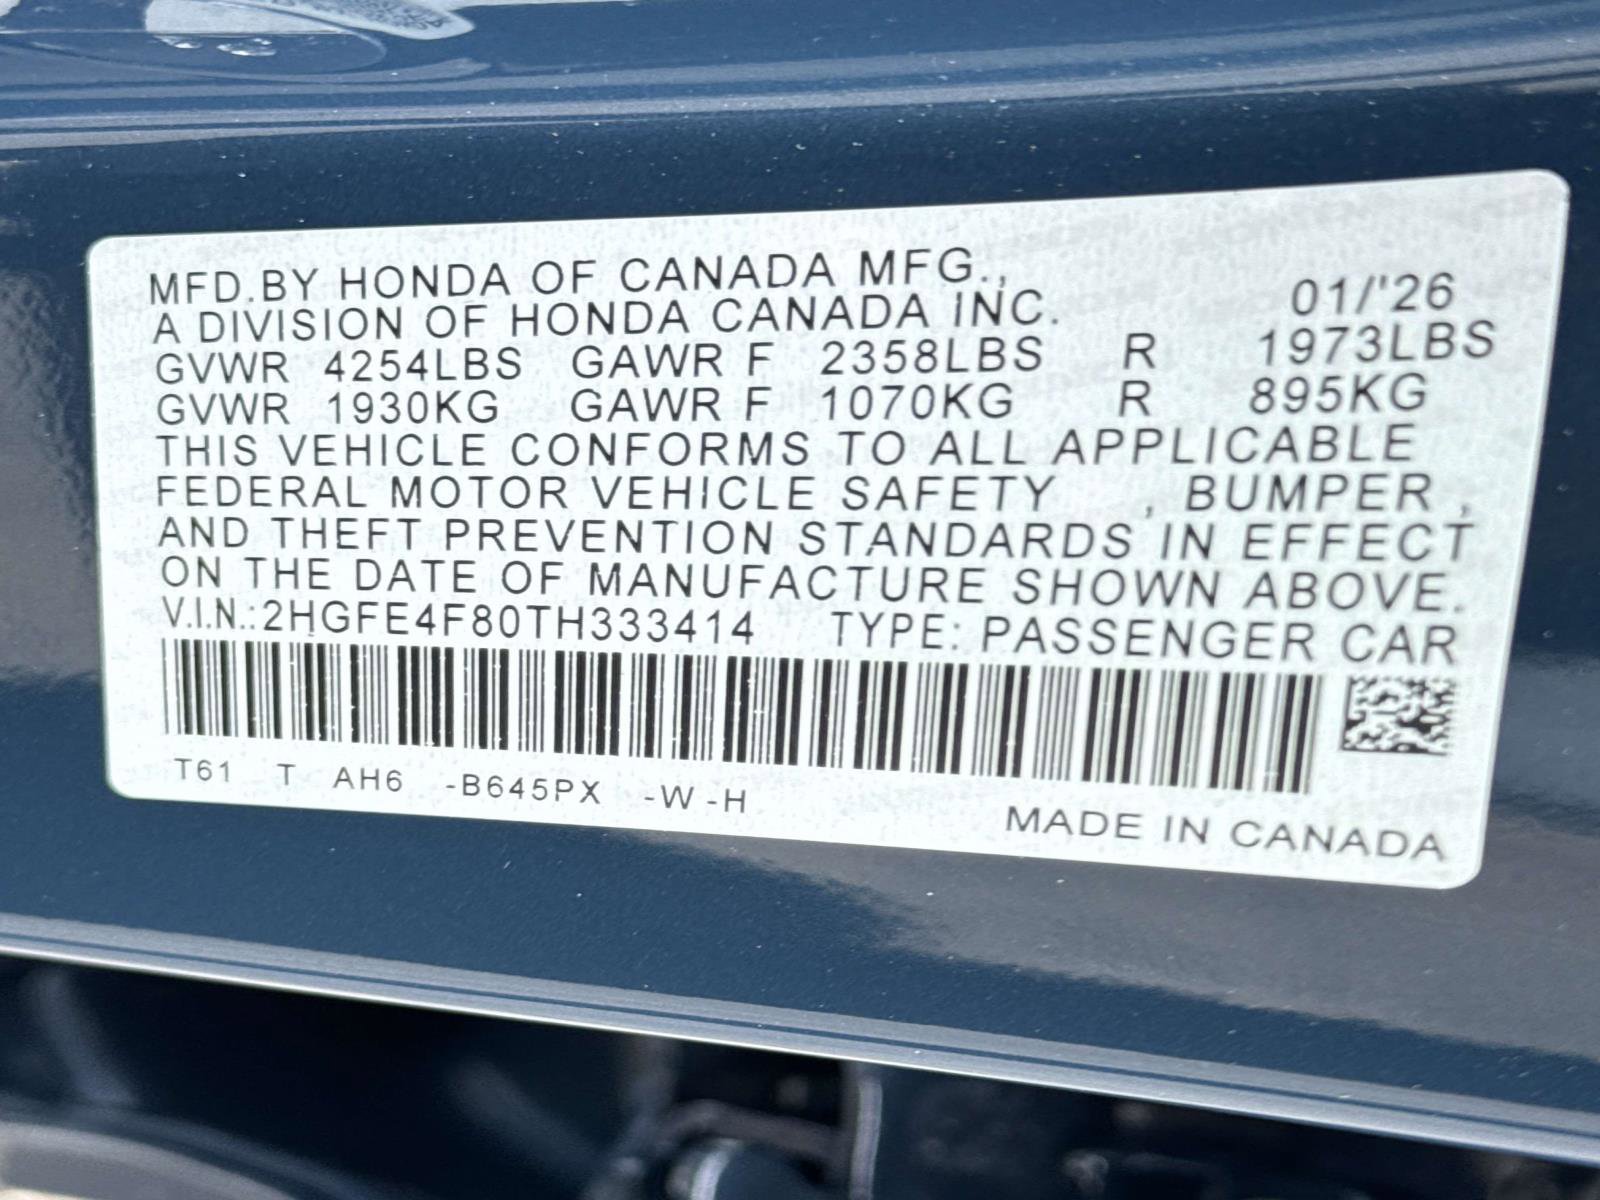 MFD.BY HONDA OF CANADA MFG.,
01/'26
A DIVISION OF HONDA CANADA INC.
GVWR 4254LBS GAWR F 2358LBS R 1973LBS
GVWR 1930KG GAWR F 1070KG R 895KG
THIS VEHICLE CONFORMS TO ALL APPLICABLE
FEDERAL MOTOR VEHICLE SAFETY , BUMPER ,
AND THEFT PREVENTION STANDARDS IN EFFECT
ON THE DATE OF MANUFACTURE SHOWN ABOVE.
V.I.N.:2HGFE4F80TH333414 TYPE: PASSENGER CAR
T61 T AH6 -B645PX -W -H
MADE IN CANADA